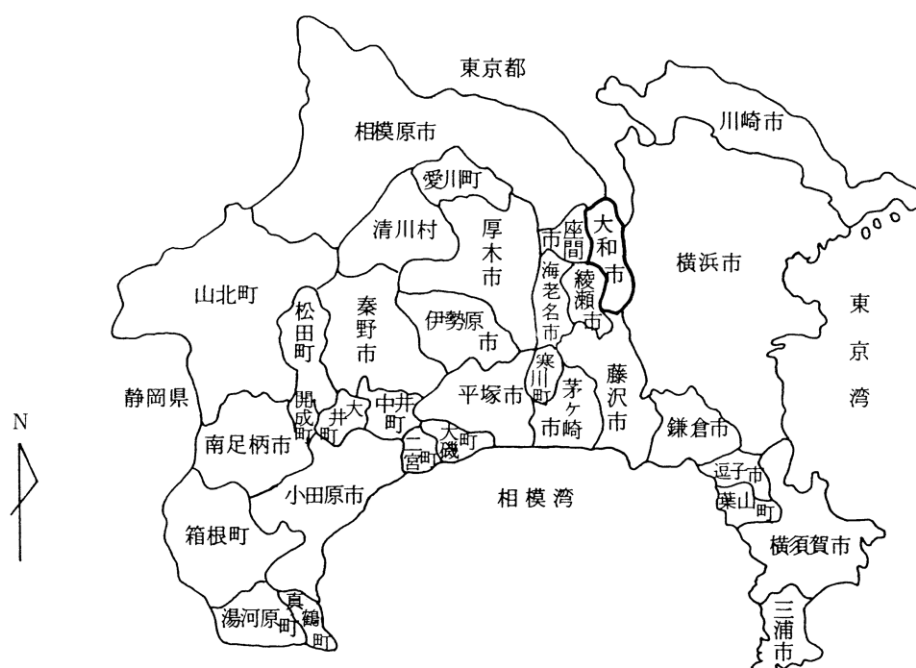 東京都
川崎市
相模原市
愛川町
清川村
厚木市
座間市
大和市
横浜市
海老名市
綾瀬市
山北町
松田町
秦野市
伊勢原市
東京湾
静岡県
開成町
大井町
中井町
平塚市
寒川町
茅ヶ崎市
藤沢市
鎌倉市
N
南足柄市
二宮町
大磯町
逗子市
葉山町
小田原市
相模湾
箱根町
横須賀市
湯河原町
真鶴町
三浦市